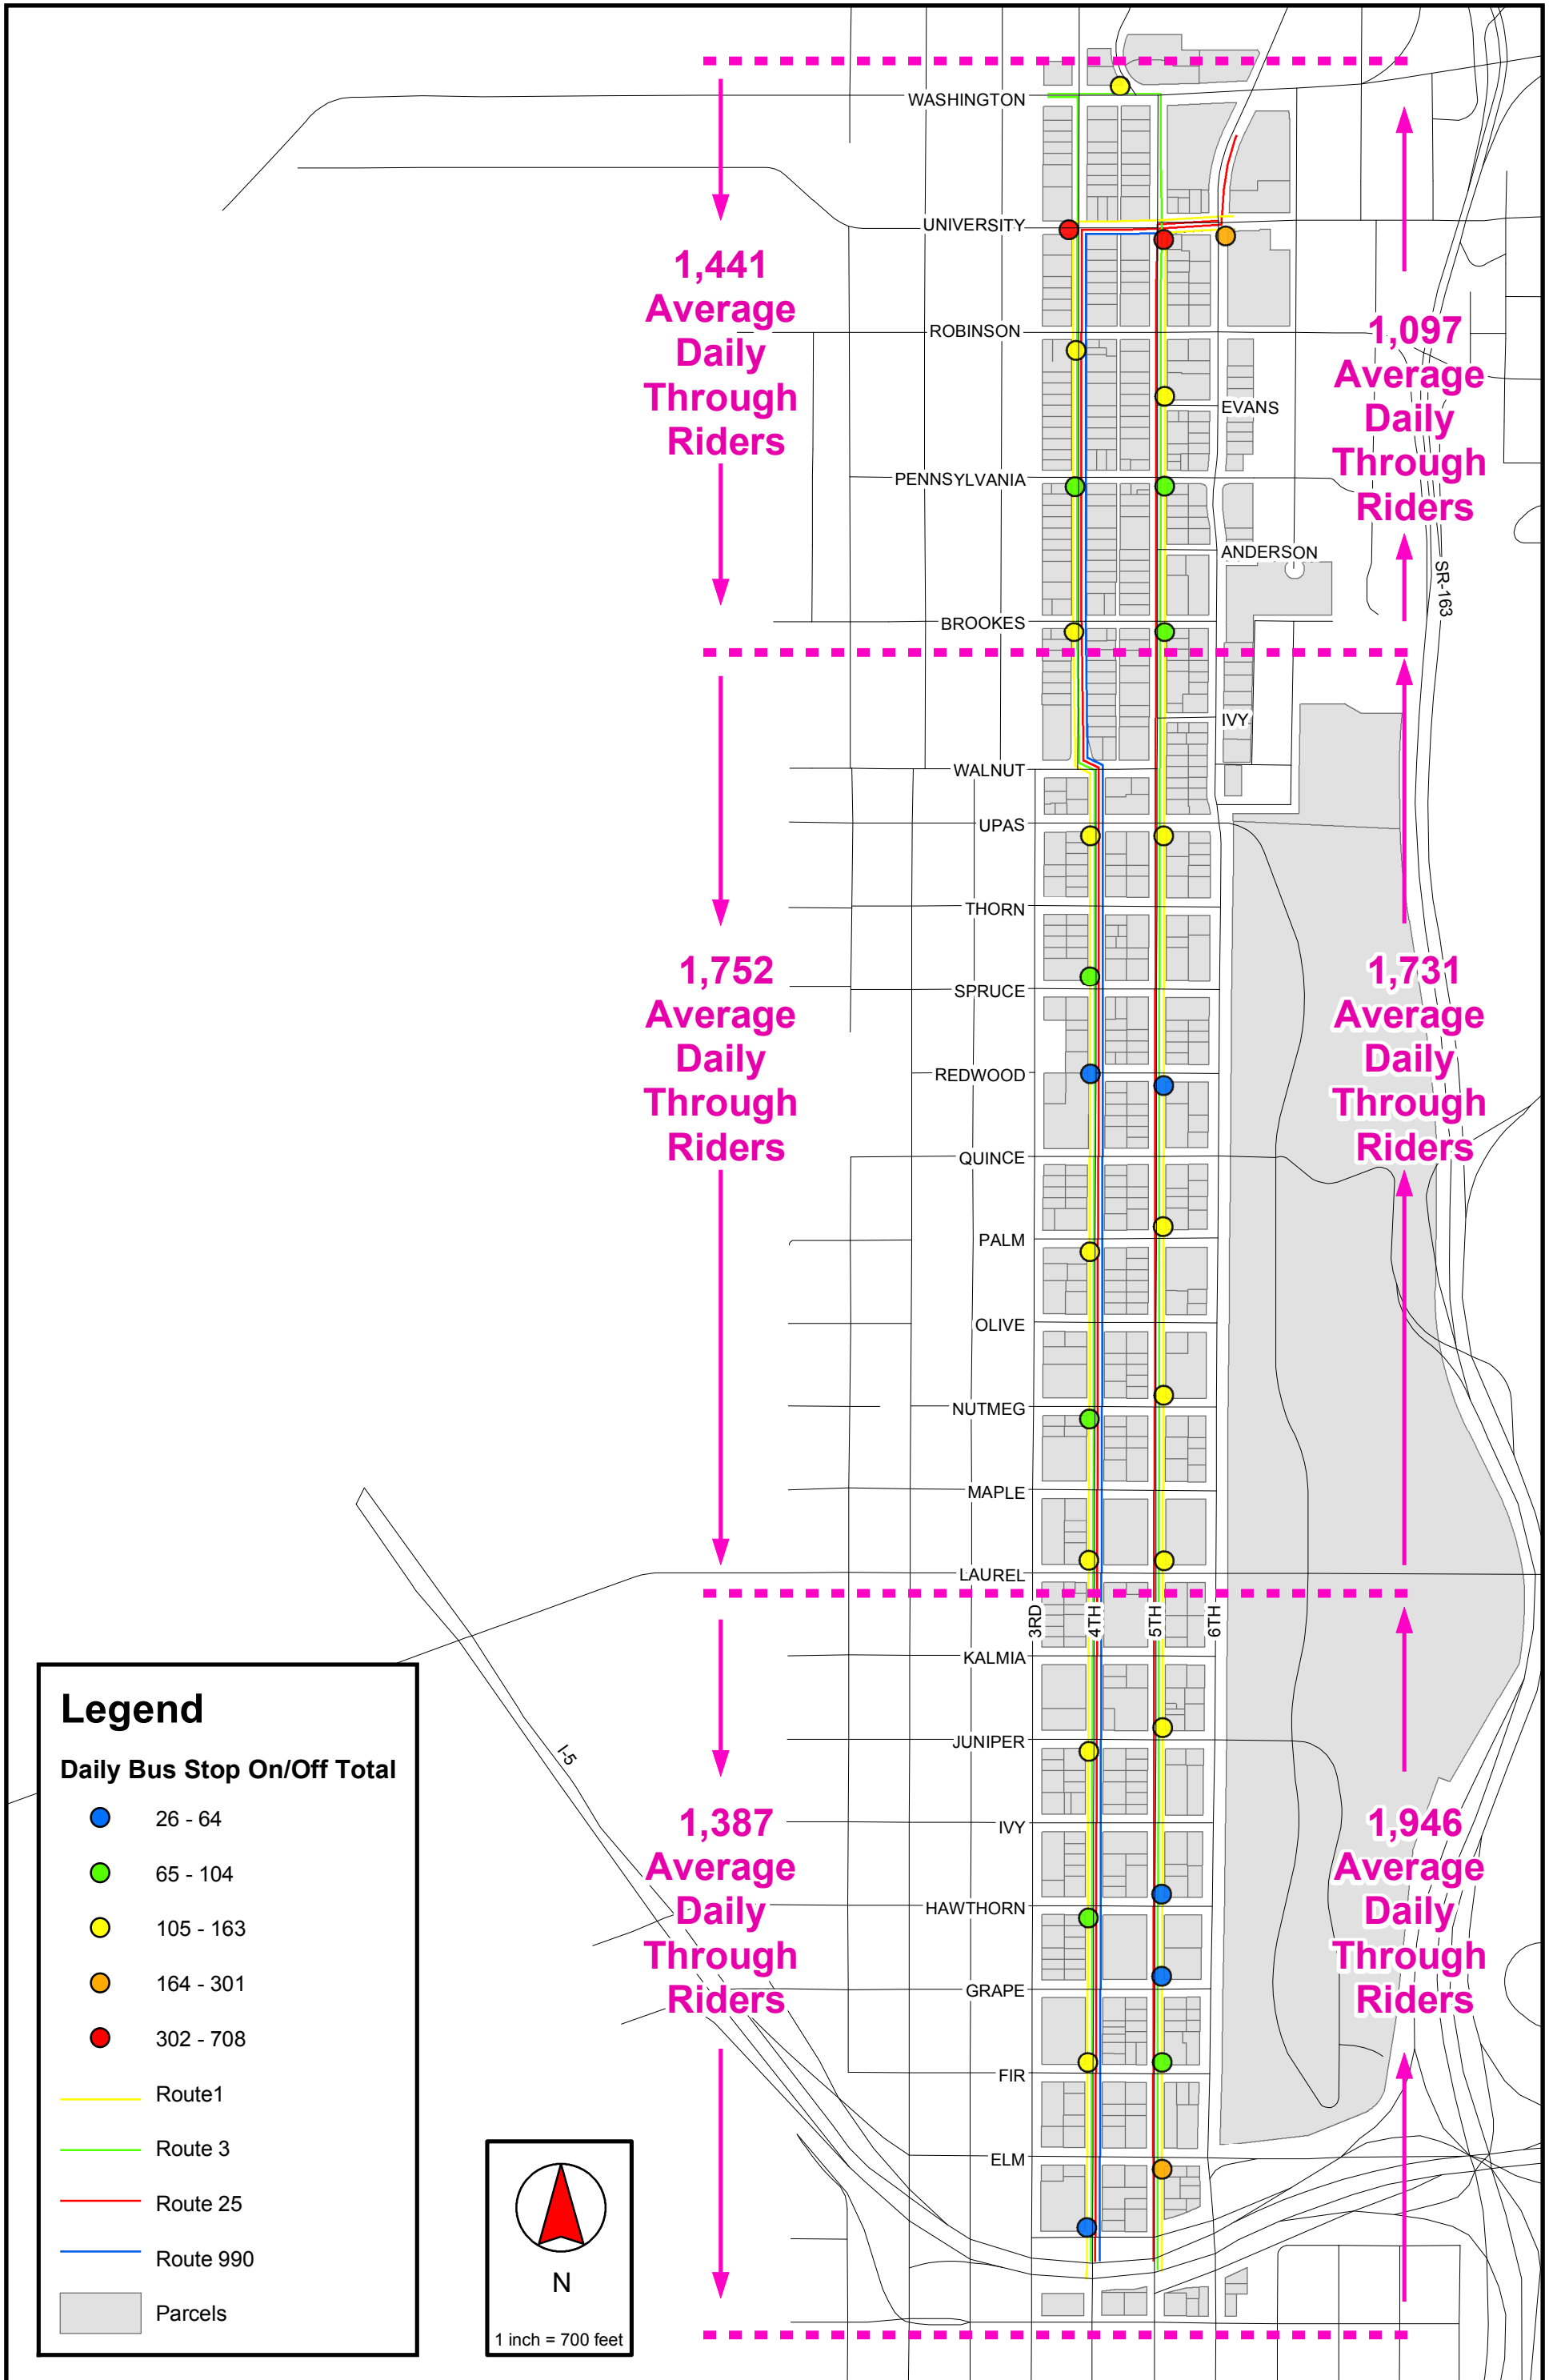 WASHINGTON
UNIVERSITY
1,441
Average
Daily
Through
Riders
ROBINSON
1,097
Average
Daily
Through
Riders
EVANS
PENNSYLVANIA
ANDERSON
SR-163
BROOKES
IVY
WALNUT
UPAS
THORN
1,752
Average
Daily
Through
Riders
SPRUCE
1,731
Average
Daily
Through
Riders
REDWOOD
QUINCE
PALM
OLIVE
NUTMEG
MAPLE
LAUREL
3RD
4TH
5TH
6TH
KALMIA
JUNIPER
I-5
IVY
1,387
Average
Daily
Through
Riders
HAWTHORN
1,946
Average
Daily
Through
Riders
GRAPE
FIR
ELM
Legend
Daily Bus Stop On/Off Total
26 - 64
65 - 104
105 - 163
164 - 301
302 - 708
Route1
Route 3
Route 25
Route 990
Parcels
N
1 inch = 700 feet